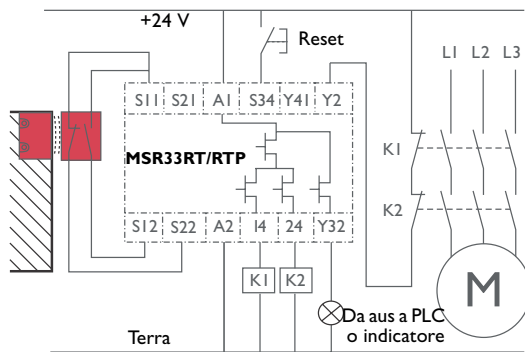 +24 V
Reset
L1 L2 L3
S11 S21 A1 S34 Y41 Y2
MSR33RT/RTP
K1
K2
S12 S22 A2 14 24 Y32
K1 K2
M
Da aus a PLC
o indicatore
Terra